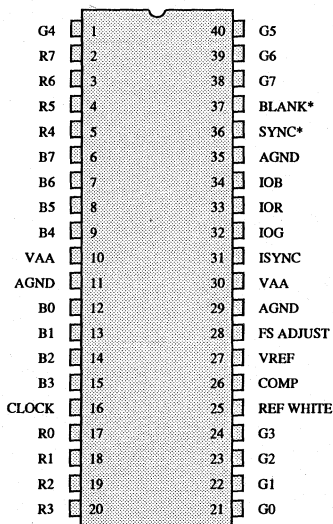 G4 1 40 G5
R7 2 39 G6
R6 3 38 G7
R5 4 37 BLANK*
R4 5 36 SYNC*
B7 6 35 AGND
B6 7 34 IOB
B5 8 33 IOR
B4 9 32 IOG
VAA 10 31 ISYNC
AGND 11 30 VAA
B0 12 29 AGND
B1 13 28 FS ADJUST
B2 14 27 VREF
B3 15 26 COMP
CLOCK 16 25 REF WHITE
R0 17 24 G3
R1 18 23 G2
R2 19 22 G1
R3 20 21 G0